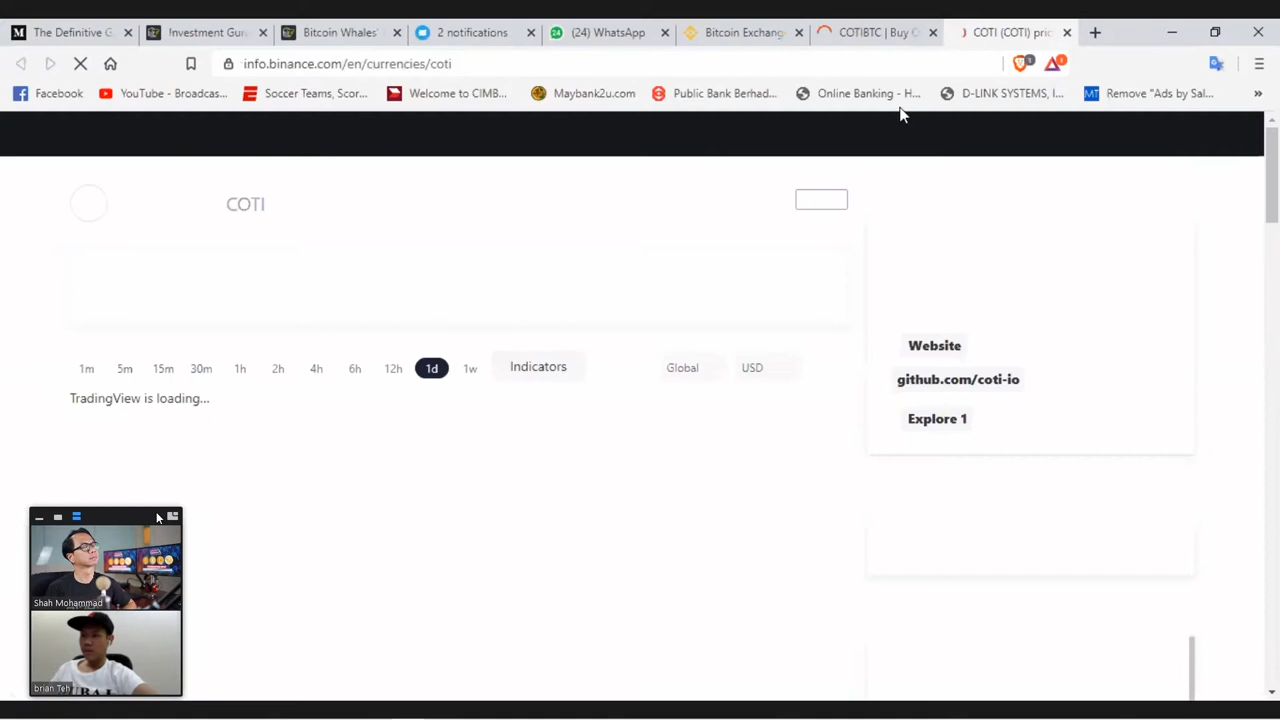 The Definitive G
Investment Gur
Bitcoin Whales'
2 notifications
(24) WhatsApp
Bitcoin Exchang
COTIBTC | Buy C
COTI (COTI) pric
info.binance.com/en/currencies/coti
Facebook
YouTube - Broadcas...
Soccer Teams, Scor...
Welcome to CIMB...
Maybank2u.com
Public Bank Berhad...
Online Banking - H...
D-LINK SYSTEMS, I...
Remove "Ads by Sal...
COTI
Website
github.com/coti-io
Explore 1
1m 5m 15m 30m 1h 2h 4h 6h 12h 1d 1w Indicators Global USD
TradingView is loading...
Shah Mohammad
brian Teh